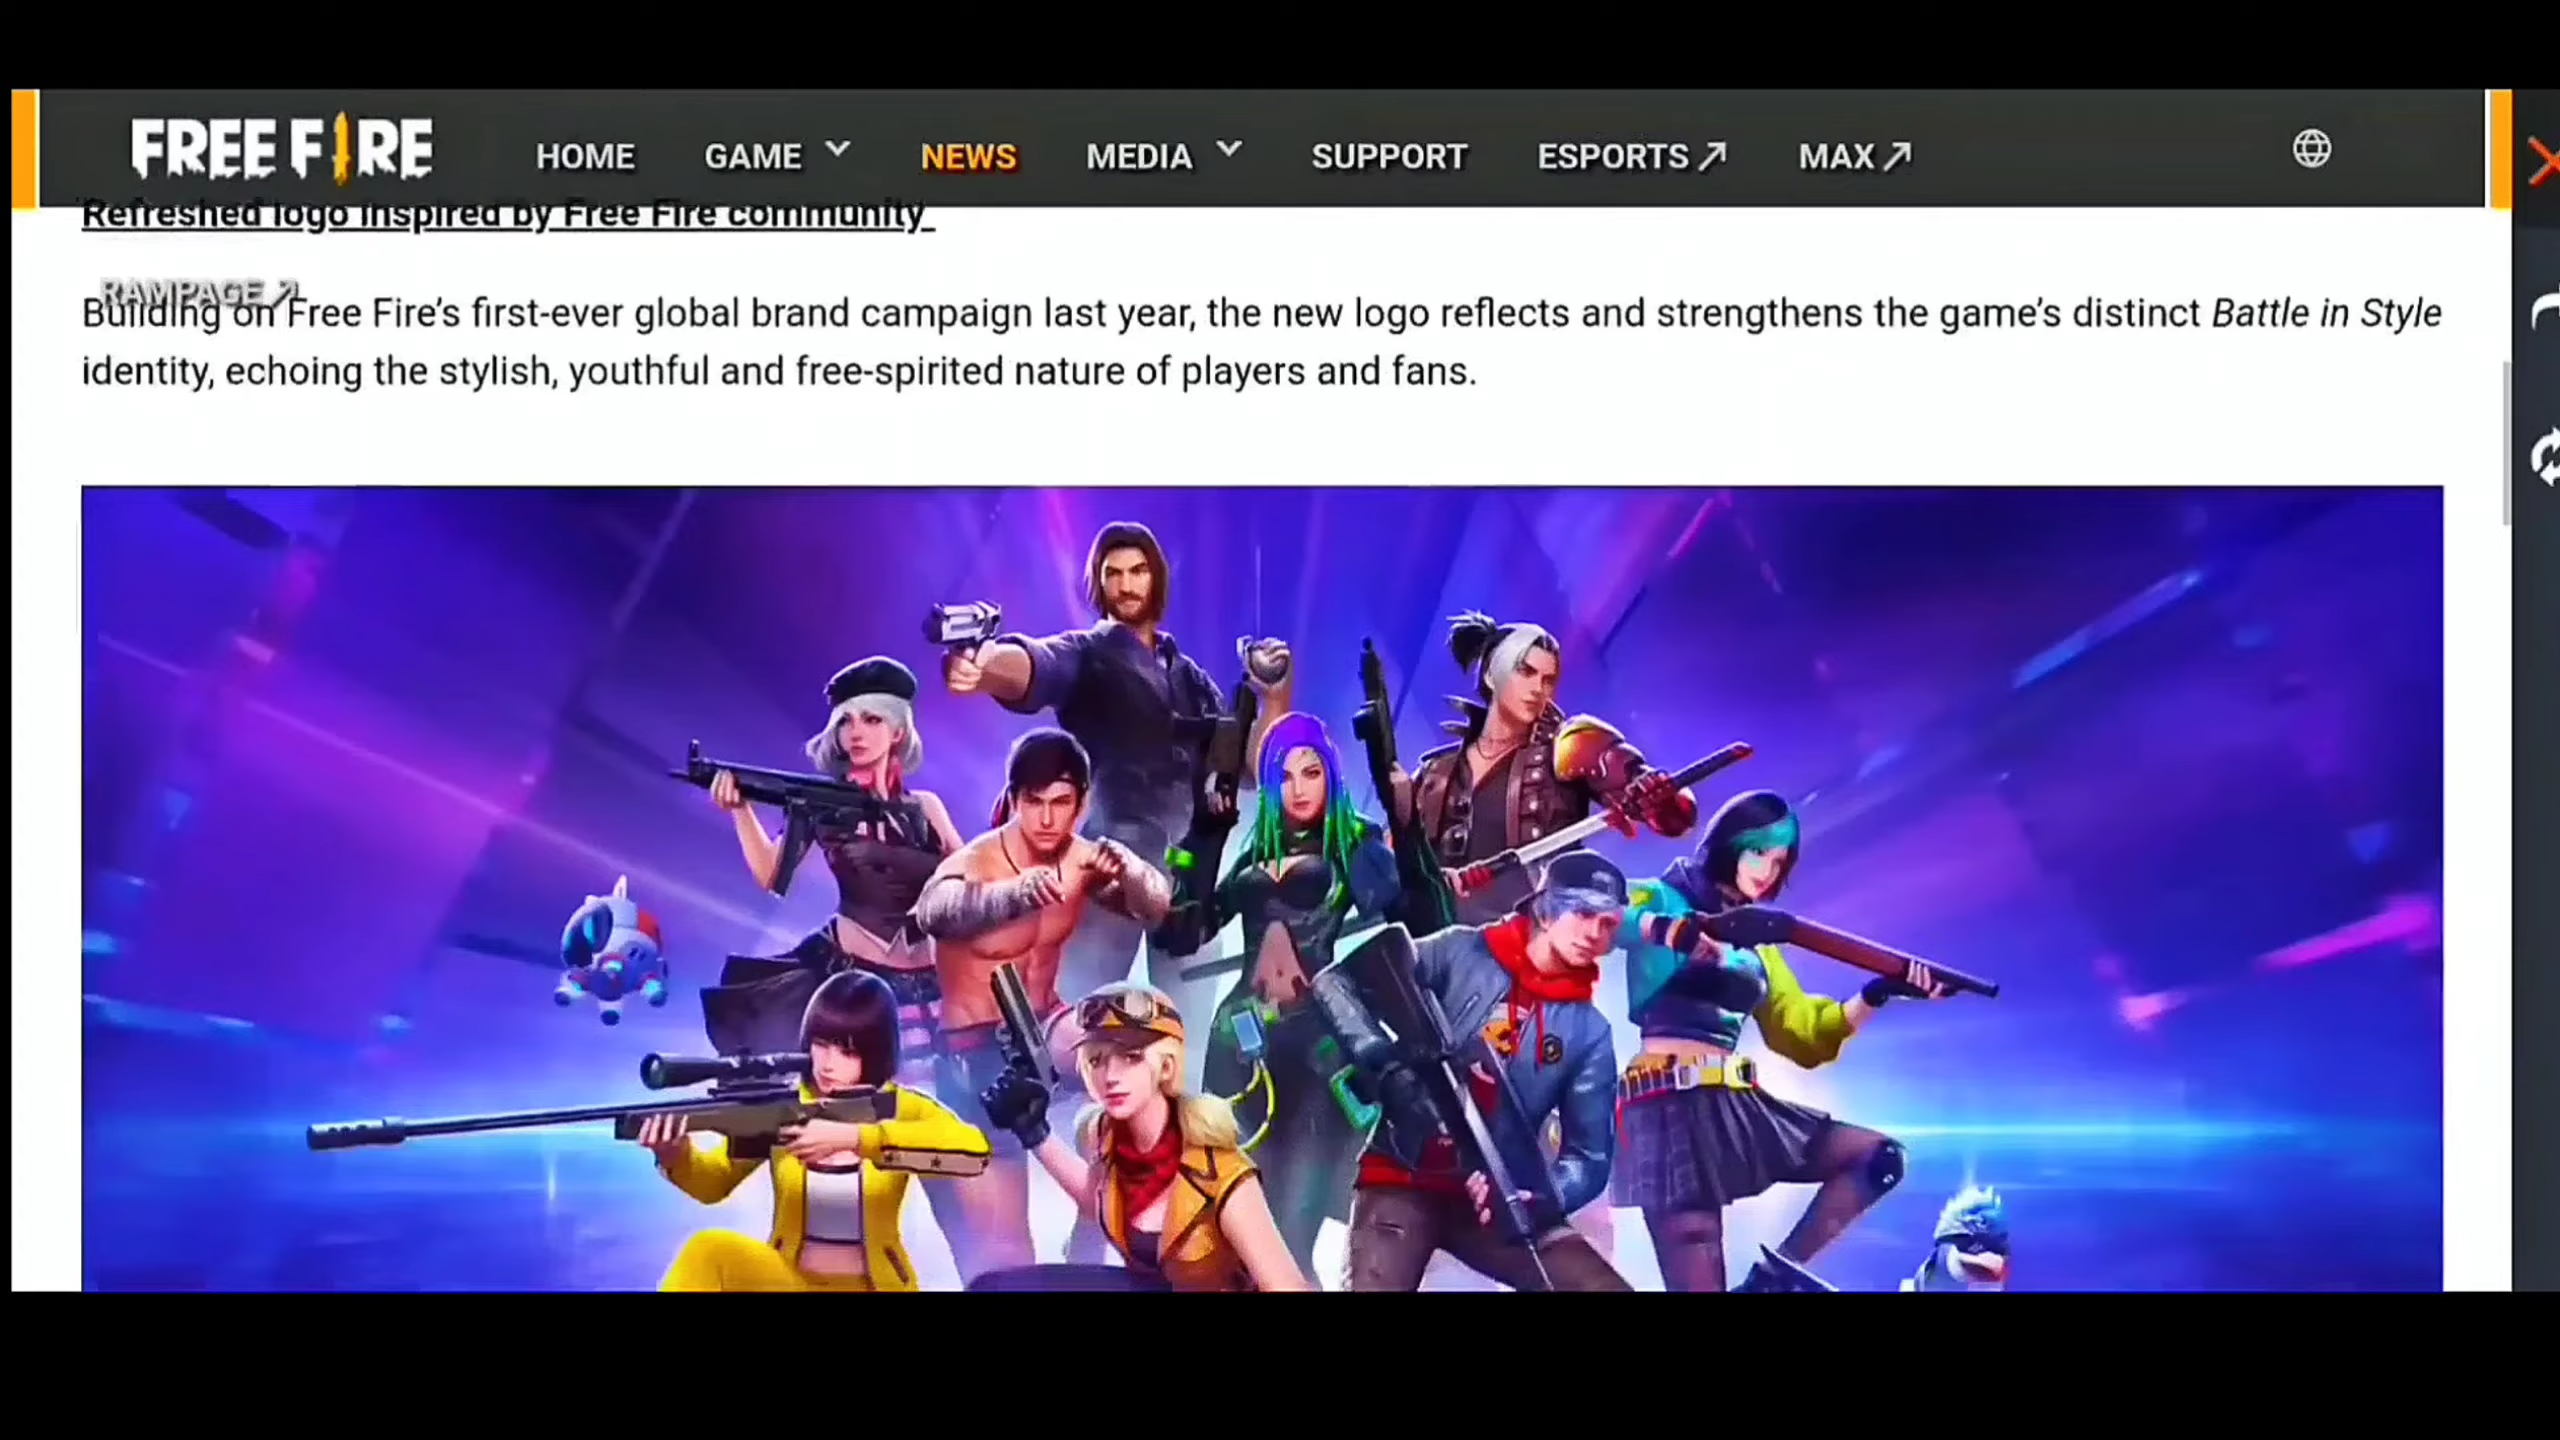 FREE FIRE
HOME
GAME
NEWS
MEDIA
SUPPORT
ESPORTS
MAX
Refreshed logo inspired by Free Fire community
RAMPAGE
Building on Free Fire’s first-ever global brand campaign last year, the new logo reflects and strengthens the game’s distinct Battle in Style
identity, echoing the stylish, youthful and free-spirited nature of players and fans.